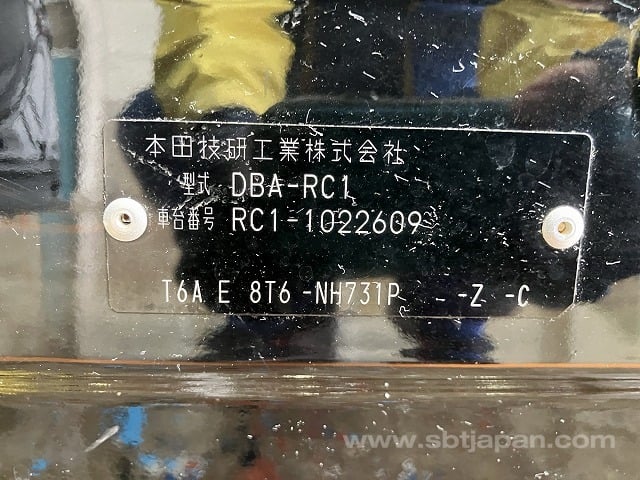 本田技研工業株式会社
型式 DBA-RC1
車台番号 RC1-1022609
T6A E 8T6 -NH731P - -Z -C
www.sbtjapan.com